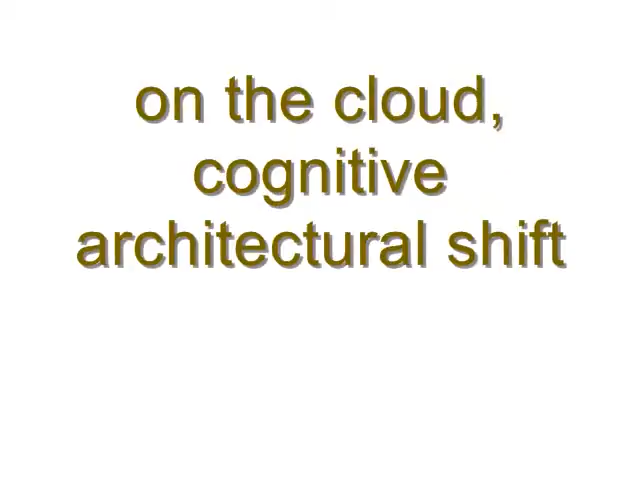 on the cloud,
cognitive
architectural shift